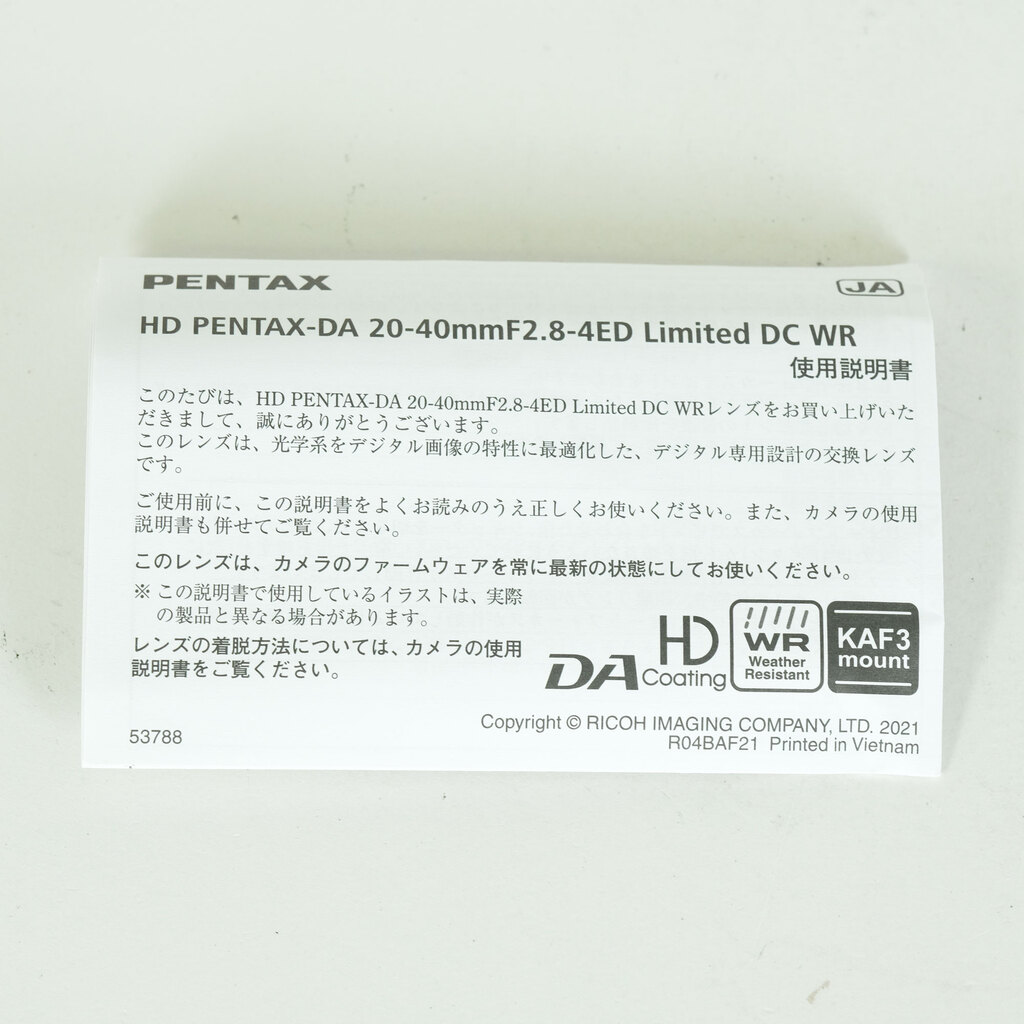 PENTAX
JA
HD PENTAX-DA 20-40mmF2.8-4ED Limited DC WR
使用説明書
このたびは、HD PENTAX-DA 20-40mmF2.8-4ED Limited DC WRレンズをお買い上げいた
だきまして、誠にありがとうございます。
このレンズは、光学系をデジタル画像の特性に最適化した、デジタル専用設計の交換レンズ
です。
ご使用前に、この説明書をよくお読みのうえ正しくお使いください。また、カメラの使用
説明書も併せてご覧ください。
このレンズは、カメラのファームウェアを常に最新の状態にしてお使いください。
※ この説明書で使用しているイラストは、実際
の製品と異なる場合があります。
レンズの着脱方法については、カメラの使用
説明書をご覧ください。
DA
HD
Coating
WR
Weather
Resistant
KAF3
mount
Copyright © RICOH IMAGING COMPANY, LTD. 2021
53788
R04BAF21 Printed in Vietnam